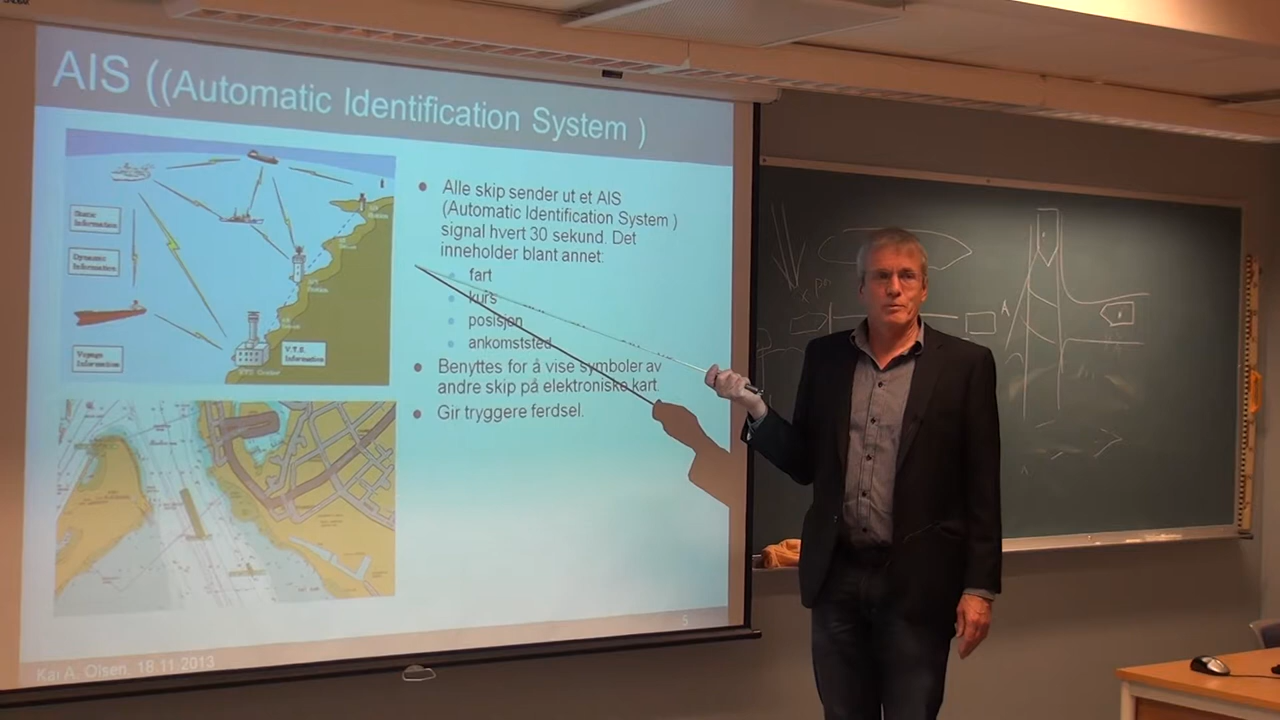 AIS ((Automatic Identification System )
Static
Information
Dynamic
Information
Voyage
Information
V.T.S.
Information
Alle skip sender ut et AIS
(Automatic Identification System )
signal hvert 30 sekund. Det
inneholder blant annet:
fart
kurs
posisjon
ankomststed
Benyttes for å vise symboler av
andre skip på elektroniske kart.
Gir tryggere ferdsel.
Kai A. Olsen, 18.11.2013
5